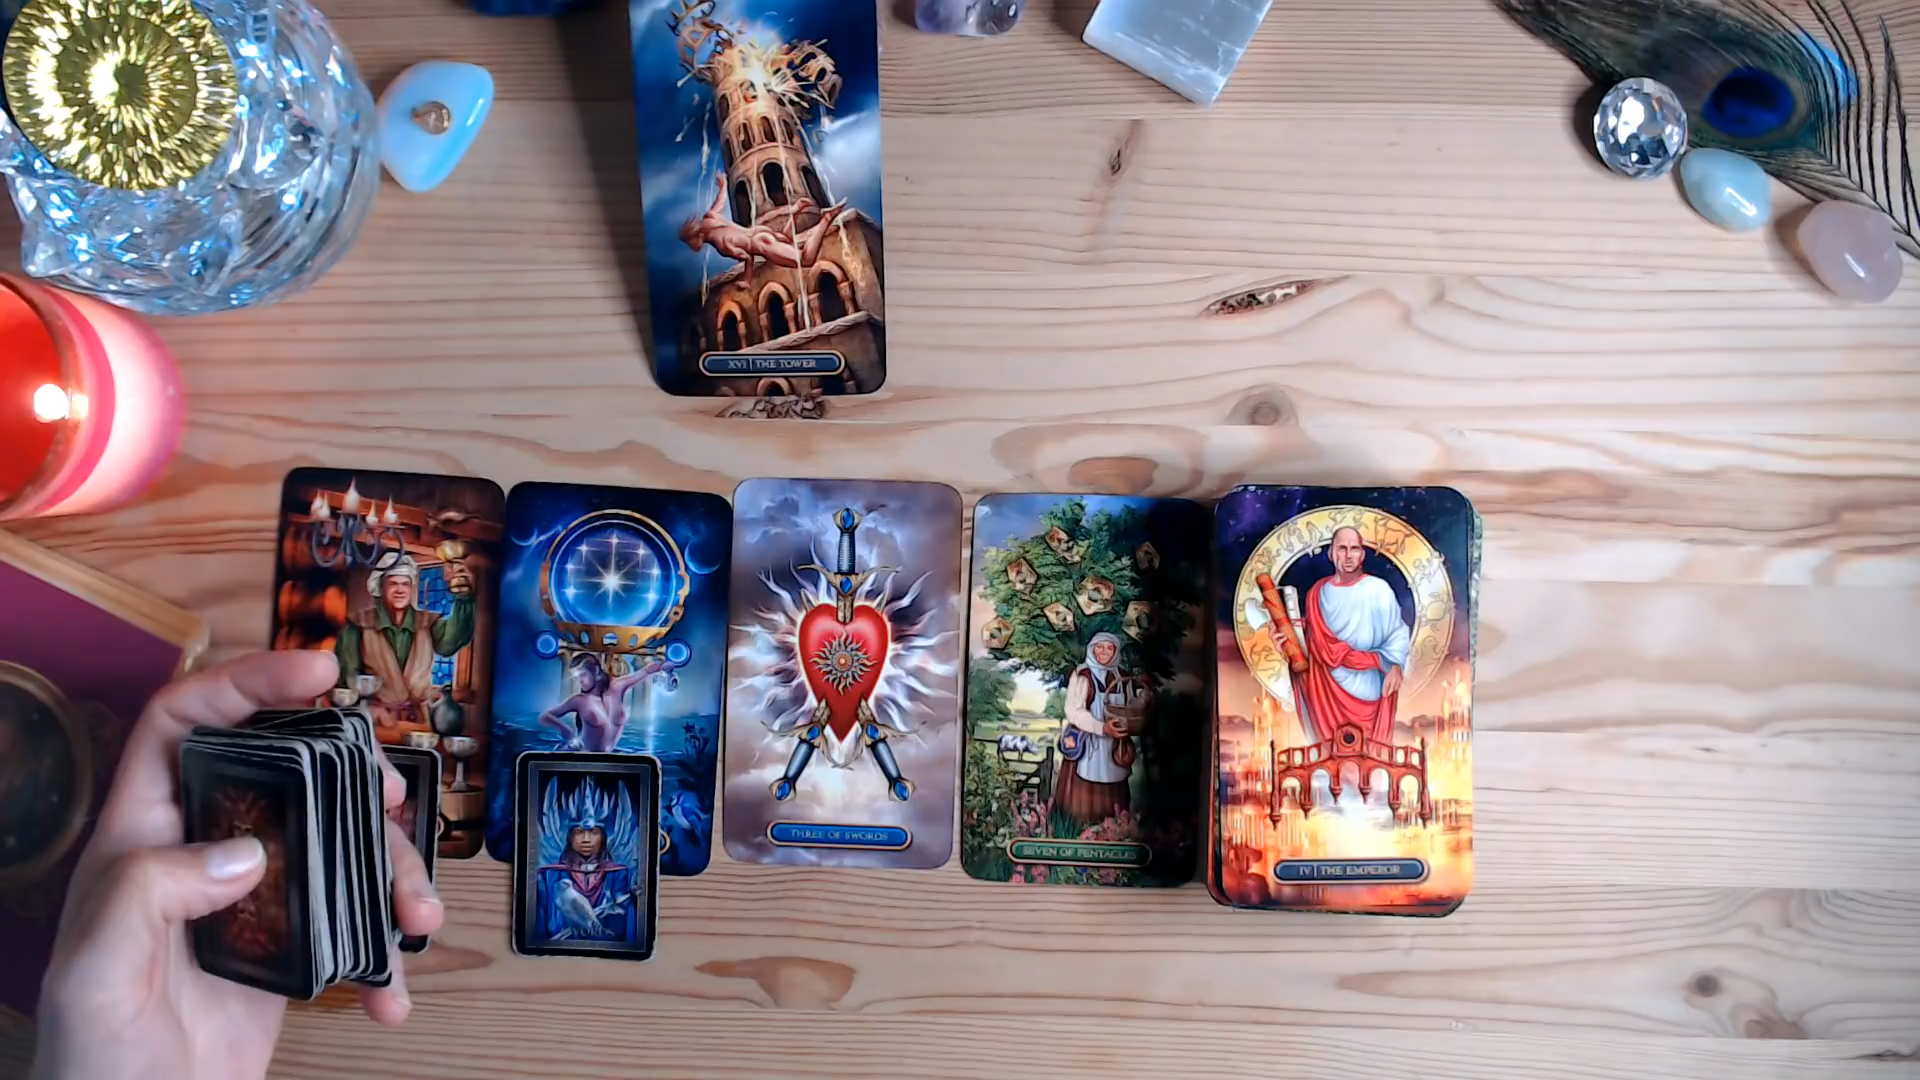 XVI | THE TOWER
THREE OF SWORDS
SEVEN OF PENTACLES
IV | THE EMPEROR
K